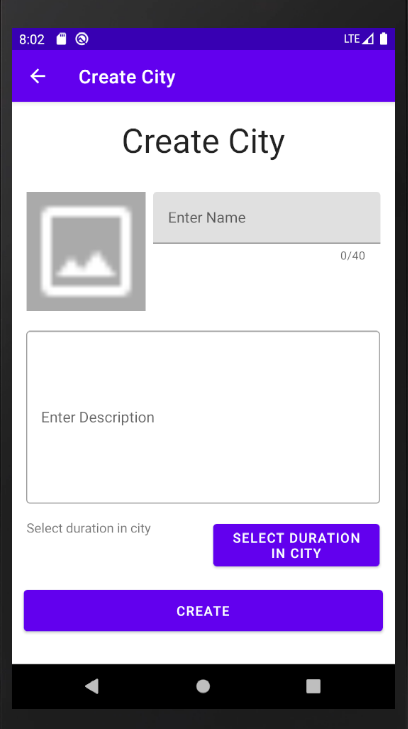 8:02
LTE
Create City
Create City
Enter Name
0/40
Enter Description
Select duration in city
SELECT DURATION
IN CITY
CREATE